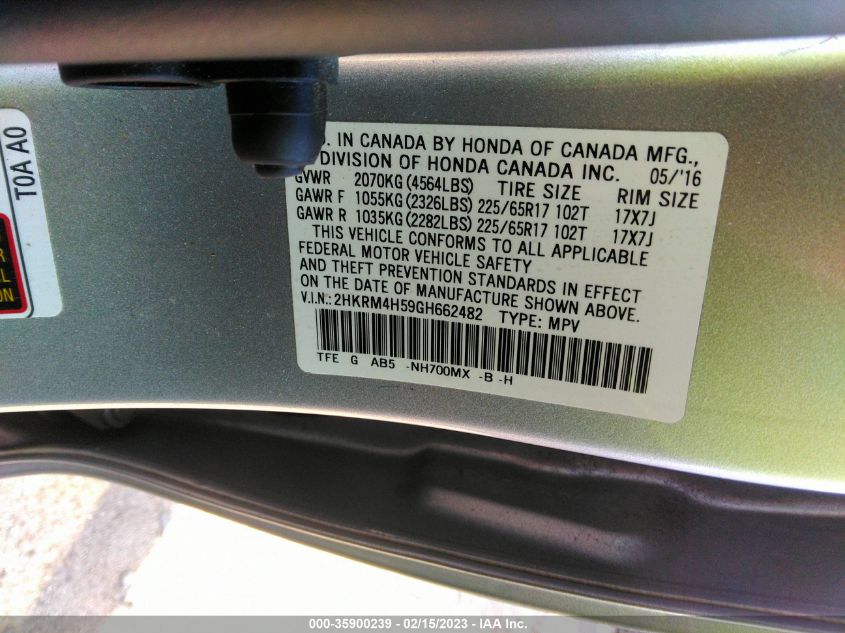 T0A A0
R
L
ON
D. IN CANADA BY HONDA OF CANADA MFG.,
DIVISION OF HONDA CANADA INC. 05/'16
GVWR 2070KG (4564LBS) TIRE SIZE RIM SIZE
GAWR F 1055KG (2326LBS) 225/65R17 102T 17X7J
GAWR R 1035KG (2282LBS) 225/65R17 102T 17X7J
THIS VEHICLE CONFORMS TO ALL APPLICABLE
FEDERAL MOTOR VEHICLE SAFETY
AND THEFT PREVENTION STANDARDS IN EFFECT
ON THE DATE OF MANUFACTURE SHOWN ABOVE.
V.I.N.: 2HKRM4H59GH662482 TYPE: MPV
TFE G AB5 -NH700MX -B -H
000-35900239 - 02/15/2023 - IAA Inc.